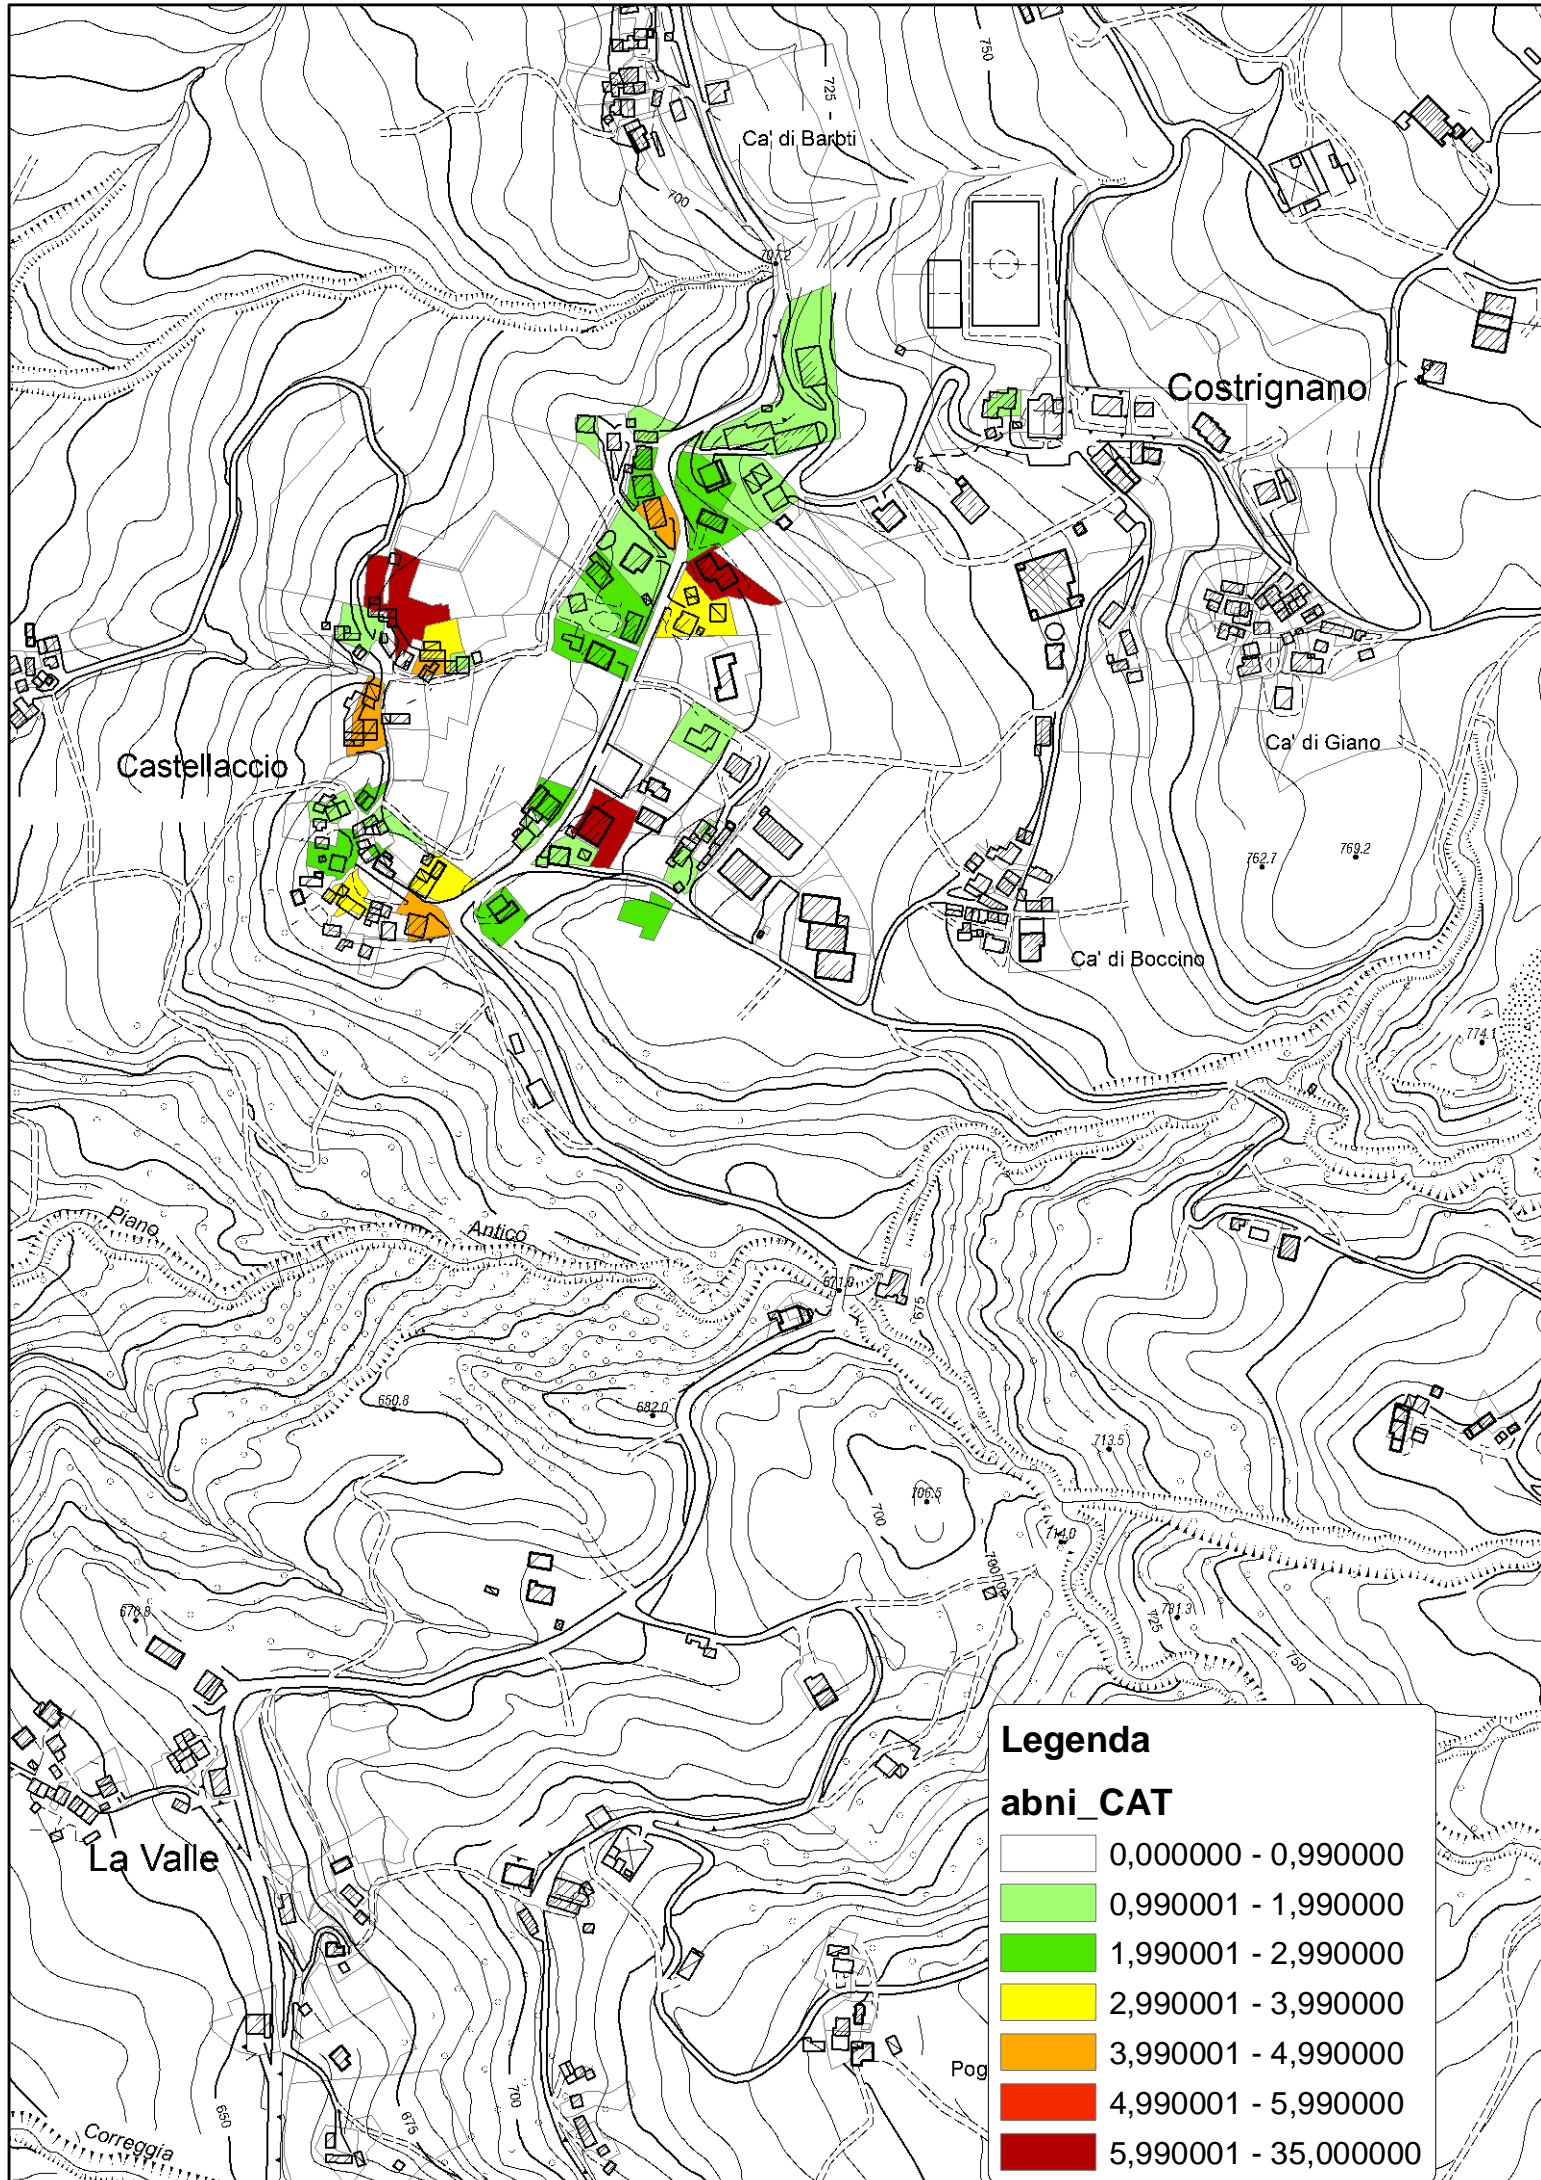 750
725
Ca' di Barbti
700
707.2
Costrignano
Ca' di Giano
Castellaccio
762.7
769.2
Ca' di Boccino
774.1
Piano
Antico
671.8
675
650.8
682.0
713.5
706.5
700
714.0
700
676.8
731.3
725
750
Legenda
abni_CAT
0,000000 - 0,990000
La Valle
0,990001 - 1,990000
1,990001 - 2,990000
2,990001 - 3,990000
3,990001 - 4,990000
Pog
4,990001 - 5,990000
700
650
675
Correggia
5,990001 - 35,000000